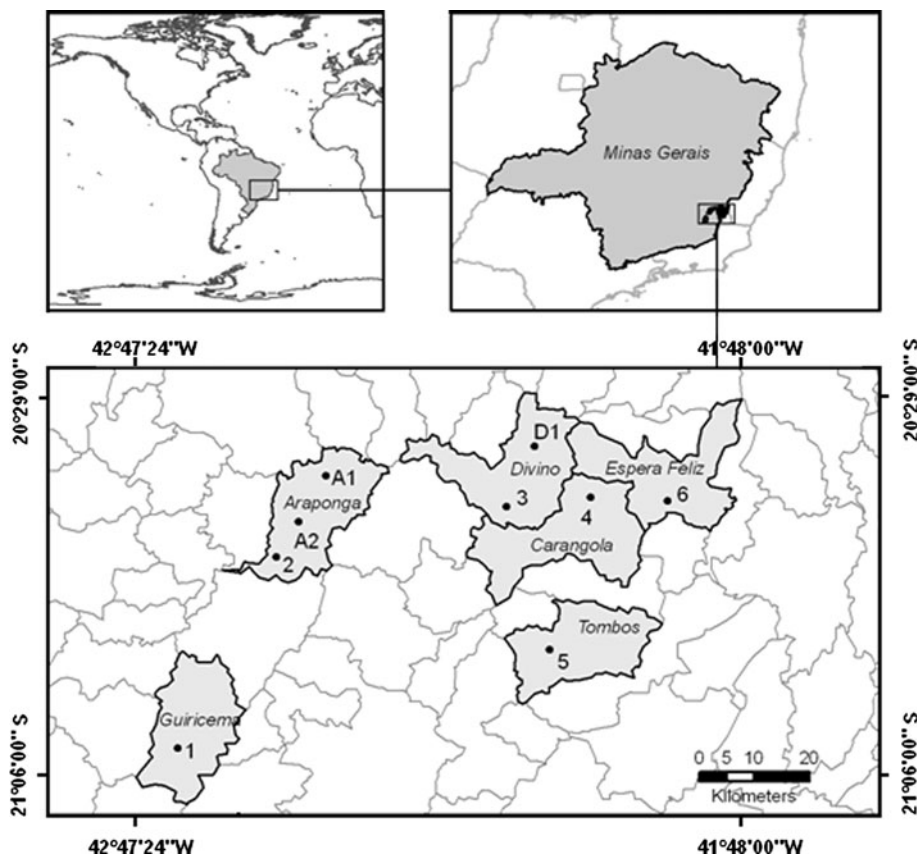 Minas Gerais
42°47'24''W 41°48'00''W
20°29'00'' S 20°29'00'' S
D1
A1 Divino Espera Feliz
Araponga 3 4 6
A2 Carangola
2
Tombos
5
Guiricema
1
0 5 10 20
Kilometers
21°06'00'' S 21°06'00'' S
42°47'24''W 41°48'00''W